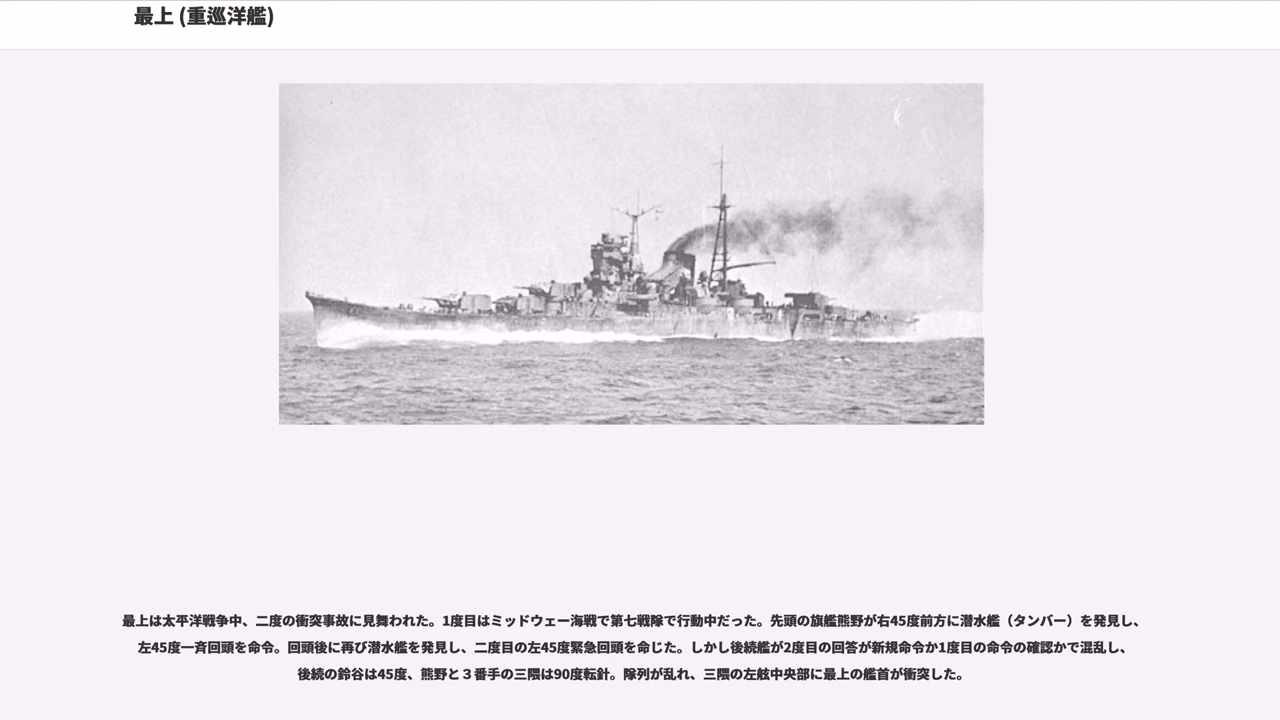 最上 (重巡洋艦)
最上は太平洋戦争中、二度の衝突事故に見舞われた。1度目はミッドウェー海戦で第七戦隊で行動中だった。先頭の旗艦熊野が右45度前方に潜水艦（タンバー）を発見し、
左45度一斉回頭を命令。回頭後に再び潜水艦を発見し、二度目の左45度緊急回頭を命じた。しかし後続艦が2度目の回答が新規命令か1度目の命令の確認かで混乱し、
後続の鈴谷は45度、熊野と３番手の三隈は90度転針。隊列が乱れ、三隈の左舷中央部に最上の艦首が衝突した。